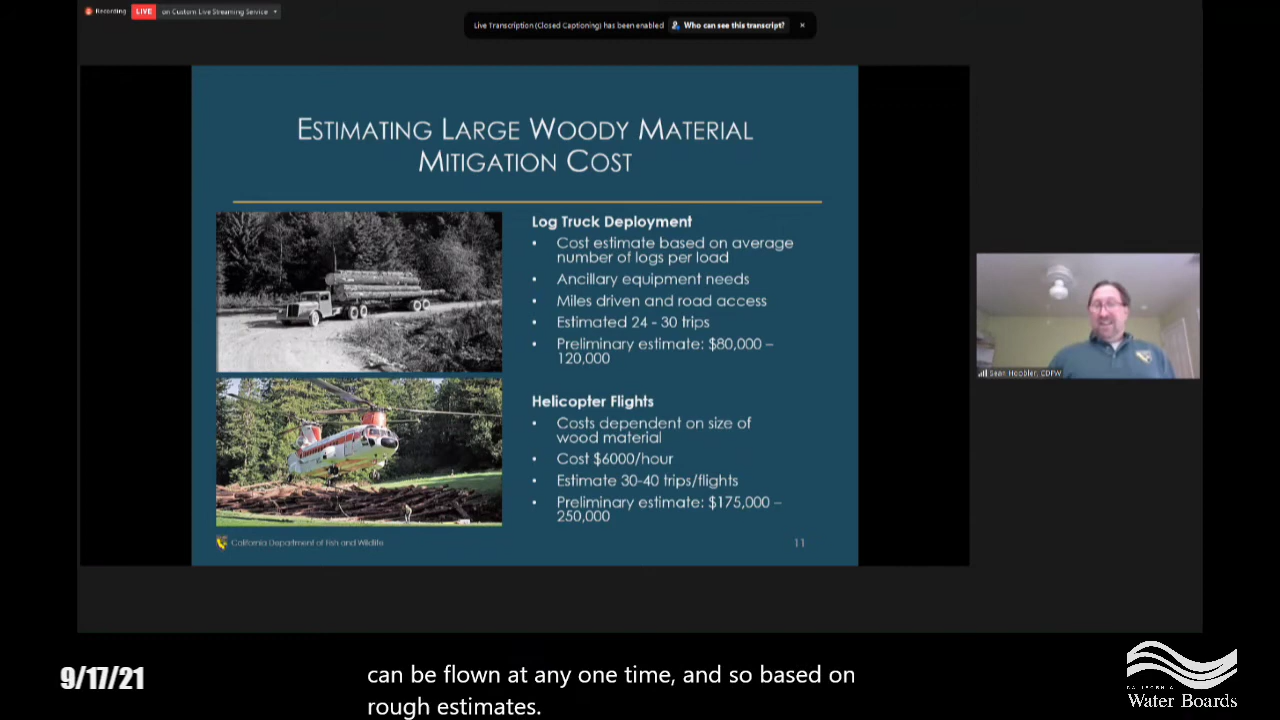 Recording
LIVE
on Custom Live Streaming Service
Live Transcription (Closed Captioning) has been enabled
Who can see this transcript?
ESTIMATING LARGE WOODY MATERIAL
MITIGATION COST
Log Truck Deployment
• Cost estimate based on average
number of logs per load
• Ancillary equipment needs
• Miles driven and road access
• Estimated 24 - 30 trips
• Preliminary estimate: $80,000 –
120,000
Helicopter Flights
• Costs dependent on size of
wood material
• Cost $6000/hour
• Estimate 30-40 trips/flights
• Preliminary estimate: $175,000 –
250,000
California Department of Fish and Wildlife
11
Sean Hoobler, CDFW
9/17/21
can be flown at any one time, and so based on
rough estimates.
CALIFORNIA
Water Boards